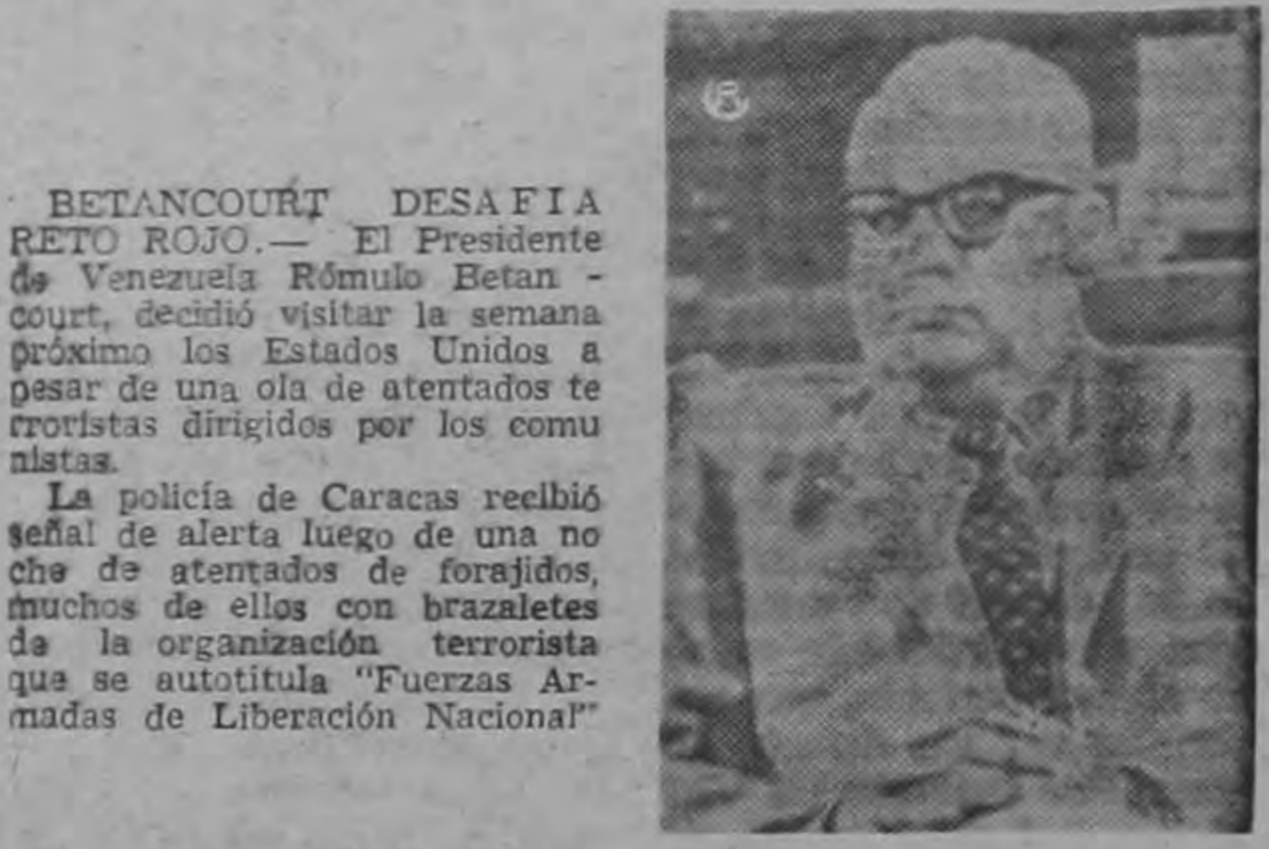 BETANCOURT DESAFIA
RETO ROJO.— El Presidente
de Venezuela Rómulo Betan -
court, decidió visitar la semana
próximo los Estados Unidos a
pesar de una ola de atentados te
rroristas dirigidos por los comu
nistas.
La policía de Caracas recibió
señal de alerta luego de una no
che de atentados de forajidos,
muchos de ellos con brazaletes
de la organización terrorista
que se autotitula "Fuerzas Ar-
madas de Liberación Nacional"
R